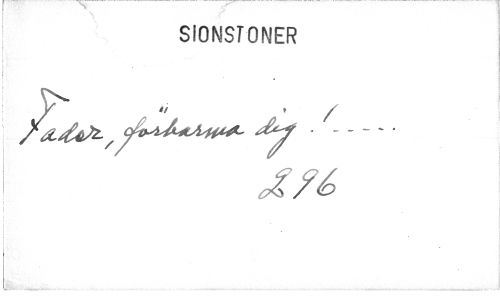 SIONSTONER
Fader, förbarma dig! .....
296